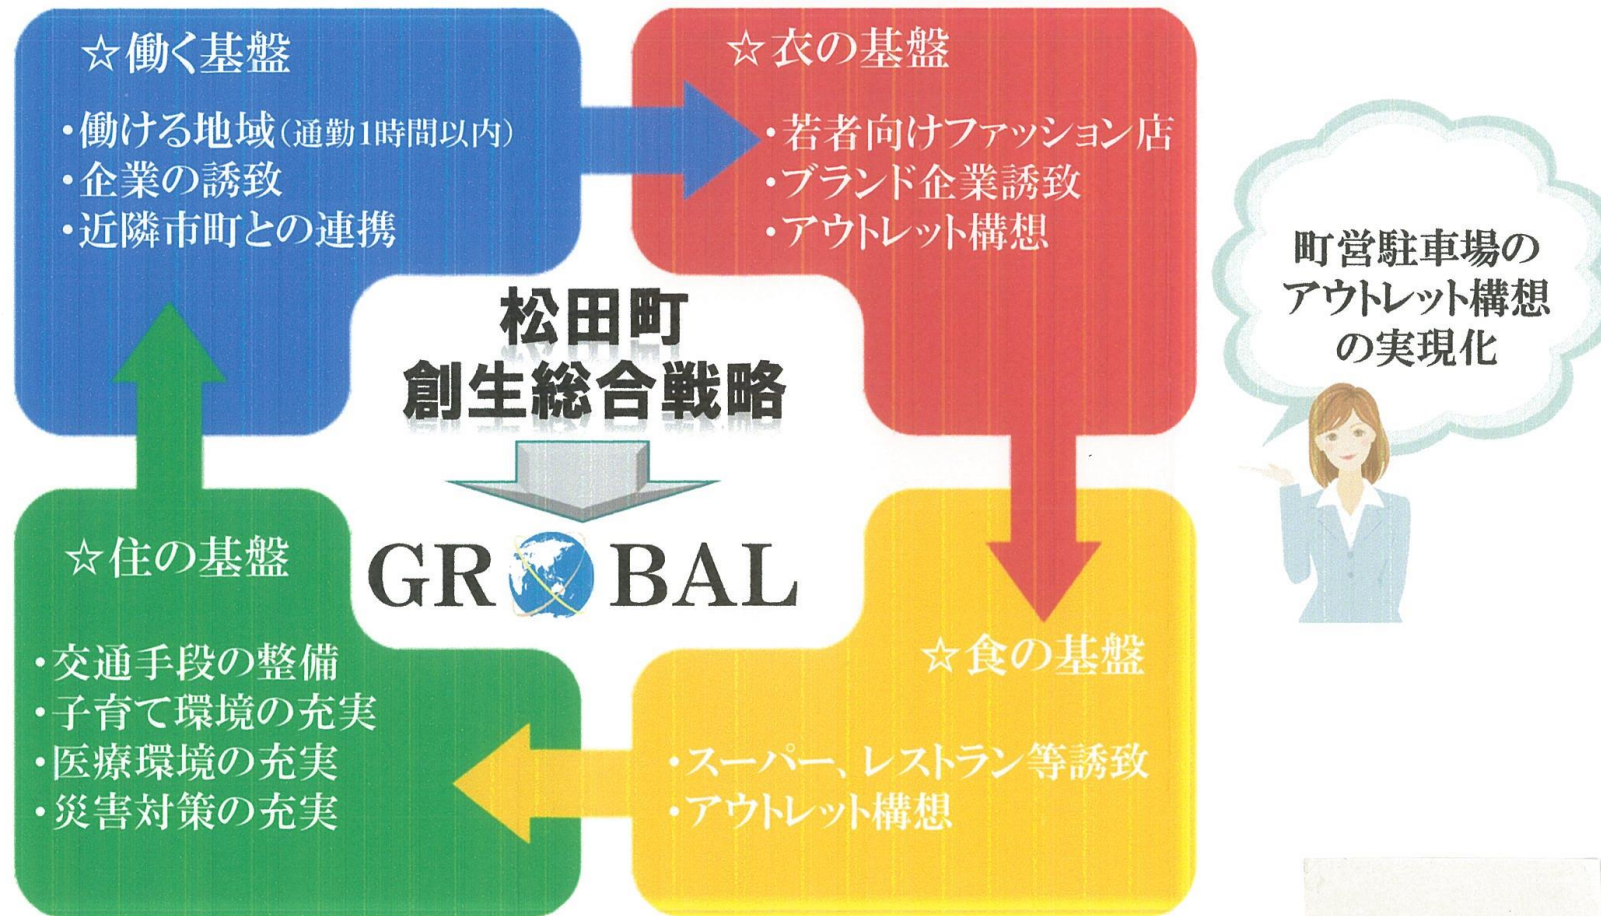 ☆働く基盤
・働ける地域(通勤1時間以内)
・企業の誘致
・近隣市町との連携
☆衣の基盤
・若者向けファッション店
・ブランド企業誘致
・アウトレット構想
町営駐車場の
アウトレット構想
の実現化
松田町
創生総合戦略
GR BAL
☆住の基盤
・交通手段の整備
・子育て環境の充実
・医療環境の充実
・災害対策の充実
☆食の基盤
・スーパー、レストラン等誘致
・アウトレット構想